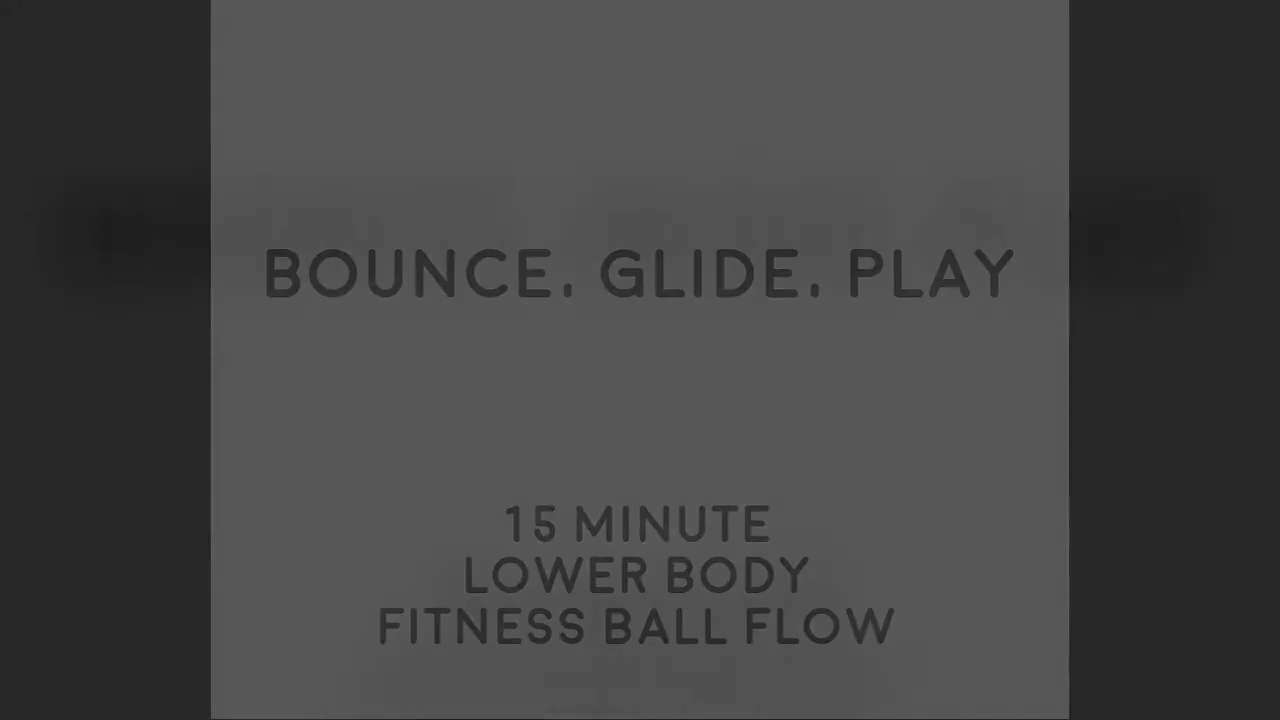 BOUNCE. GLIDE. PLAY
15 MINUTE
LOWER BODY
FITNESS BALL FLOW